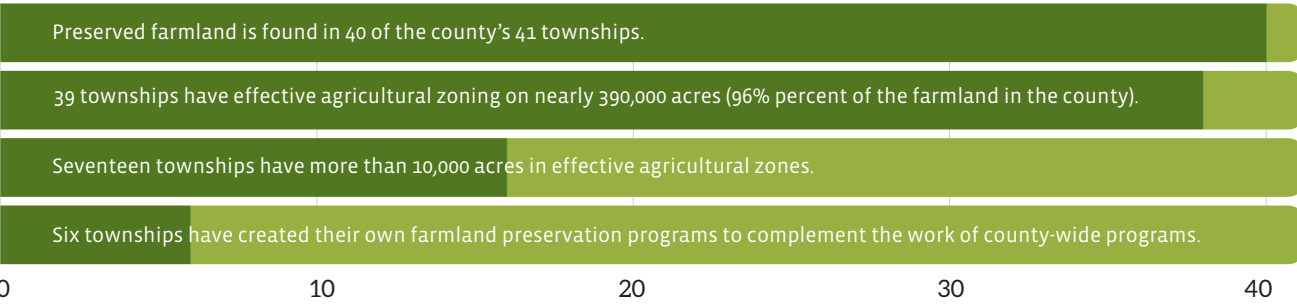 Preserved farmland is found in 40 of the county’s 41 townships.
39 townships have effective agricultural zoning on nearly 390,000 acres (96% percent of the farmland in the county).
Seventeen townships have more than 10,000 acres in effective agricultural zones.
Six townships have created their own farmland preservation programs to complement the work of county-wide programs.
0 10 20 30 40